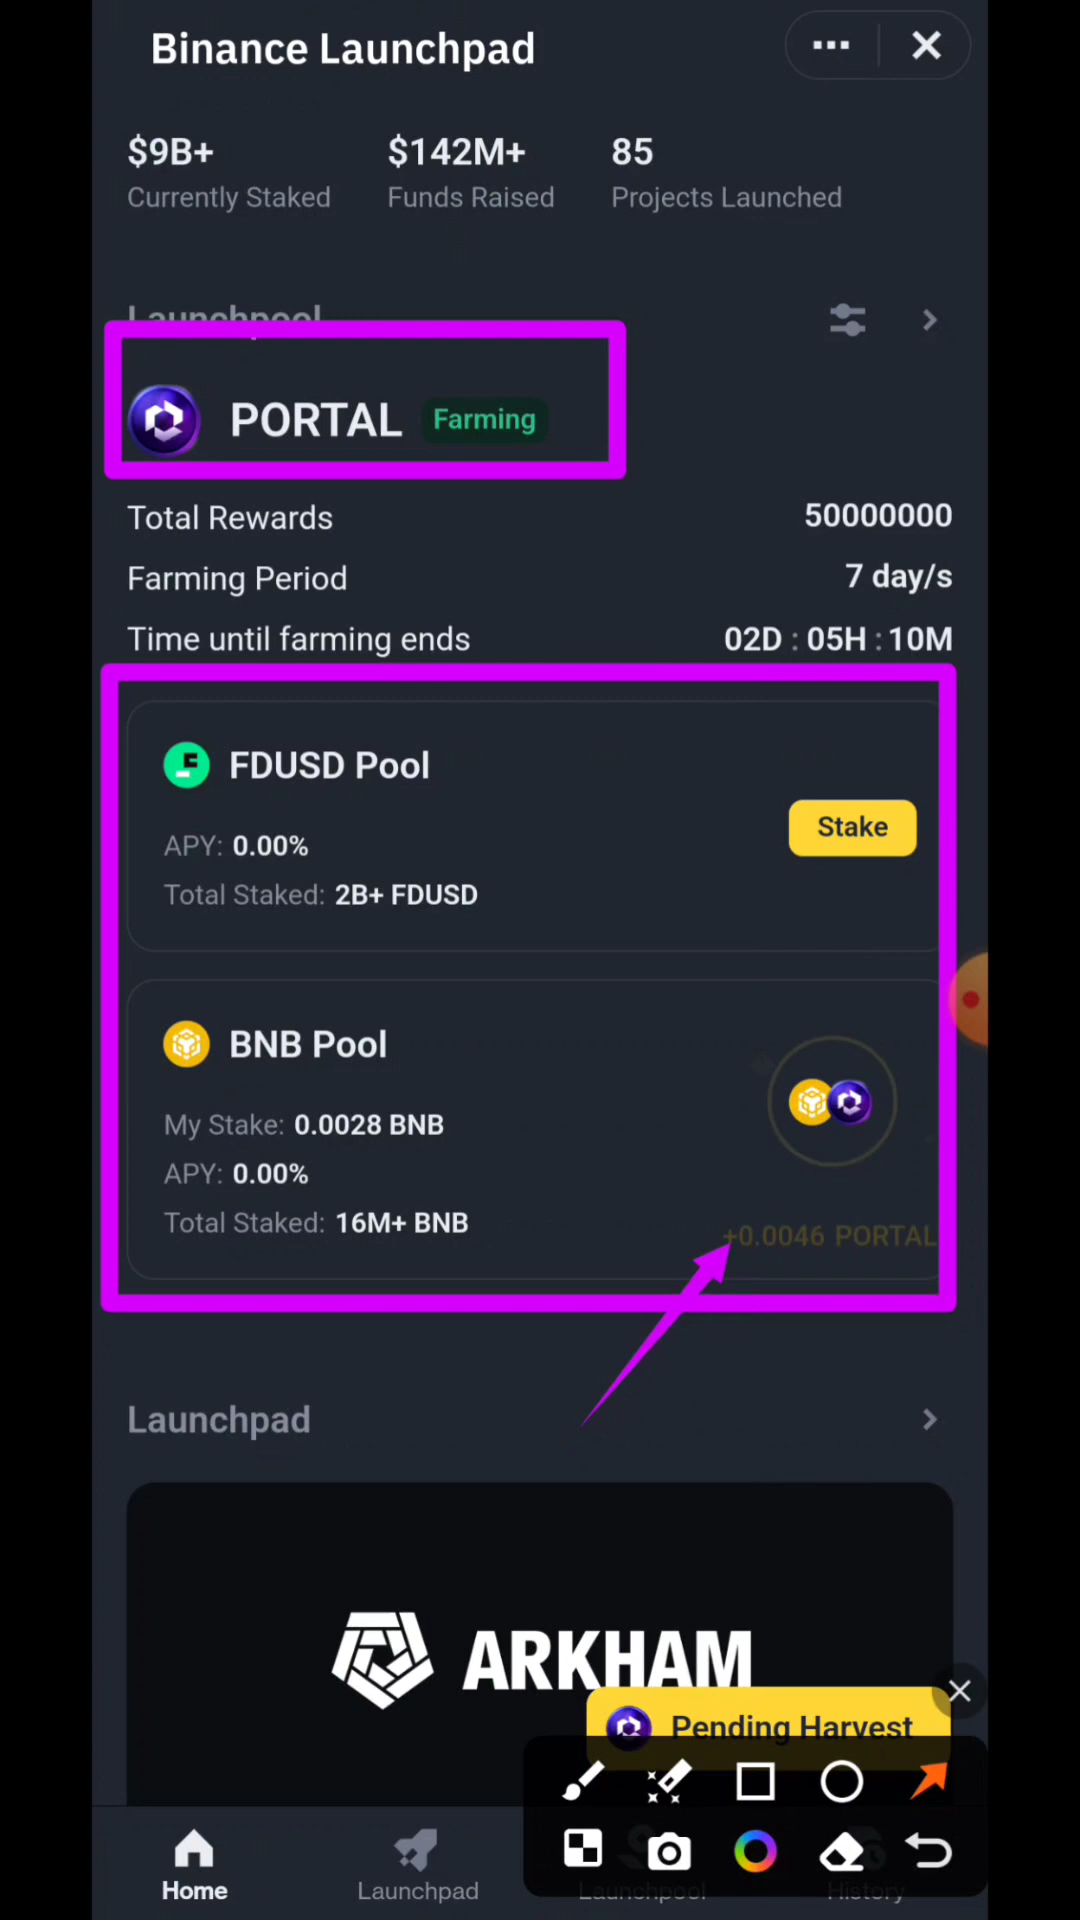 Binance Launchpad
$9B+ $142M+ 85
Currently Staked Funds Raised Projects Launched
Launchpool
PORTAL Farming
Total Rewards 50000000
Farming Period 7 day/s
Time until farming ends 02D : 05H : 10M
FDUSD Pool
APY: 0.00%
Stake
Total Staked: 2B+ FDUSD
BNB Pool
My Stake: 0.0028 BNB
APY: 0.00%
Total Staked: 16M+ BNB
+0.0046 PORTAL
Launchpad
ARKHAM
Pending Harvest
Home Launchpad Launchpool History